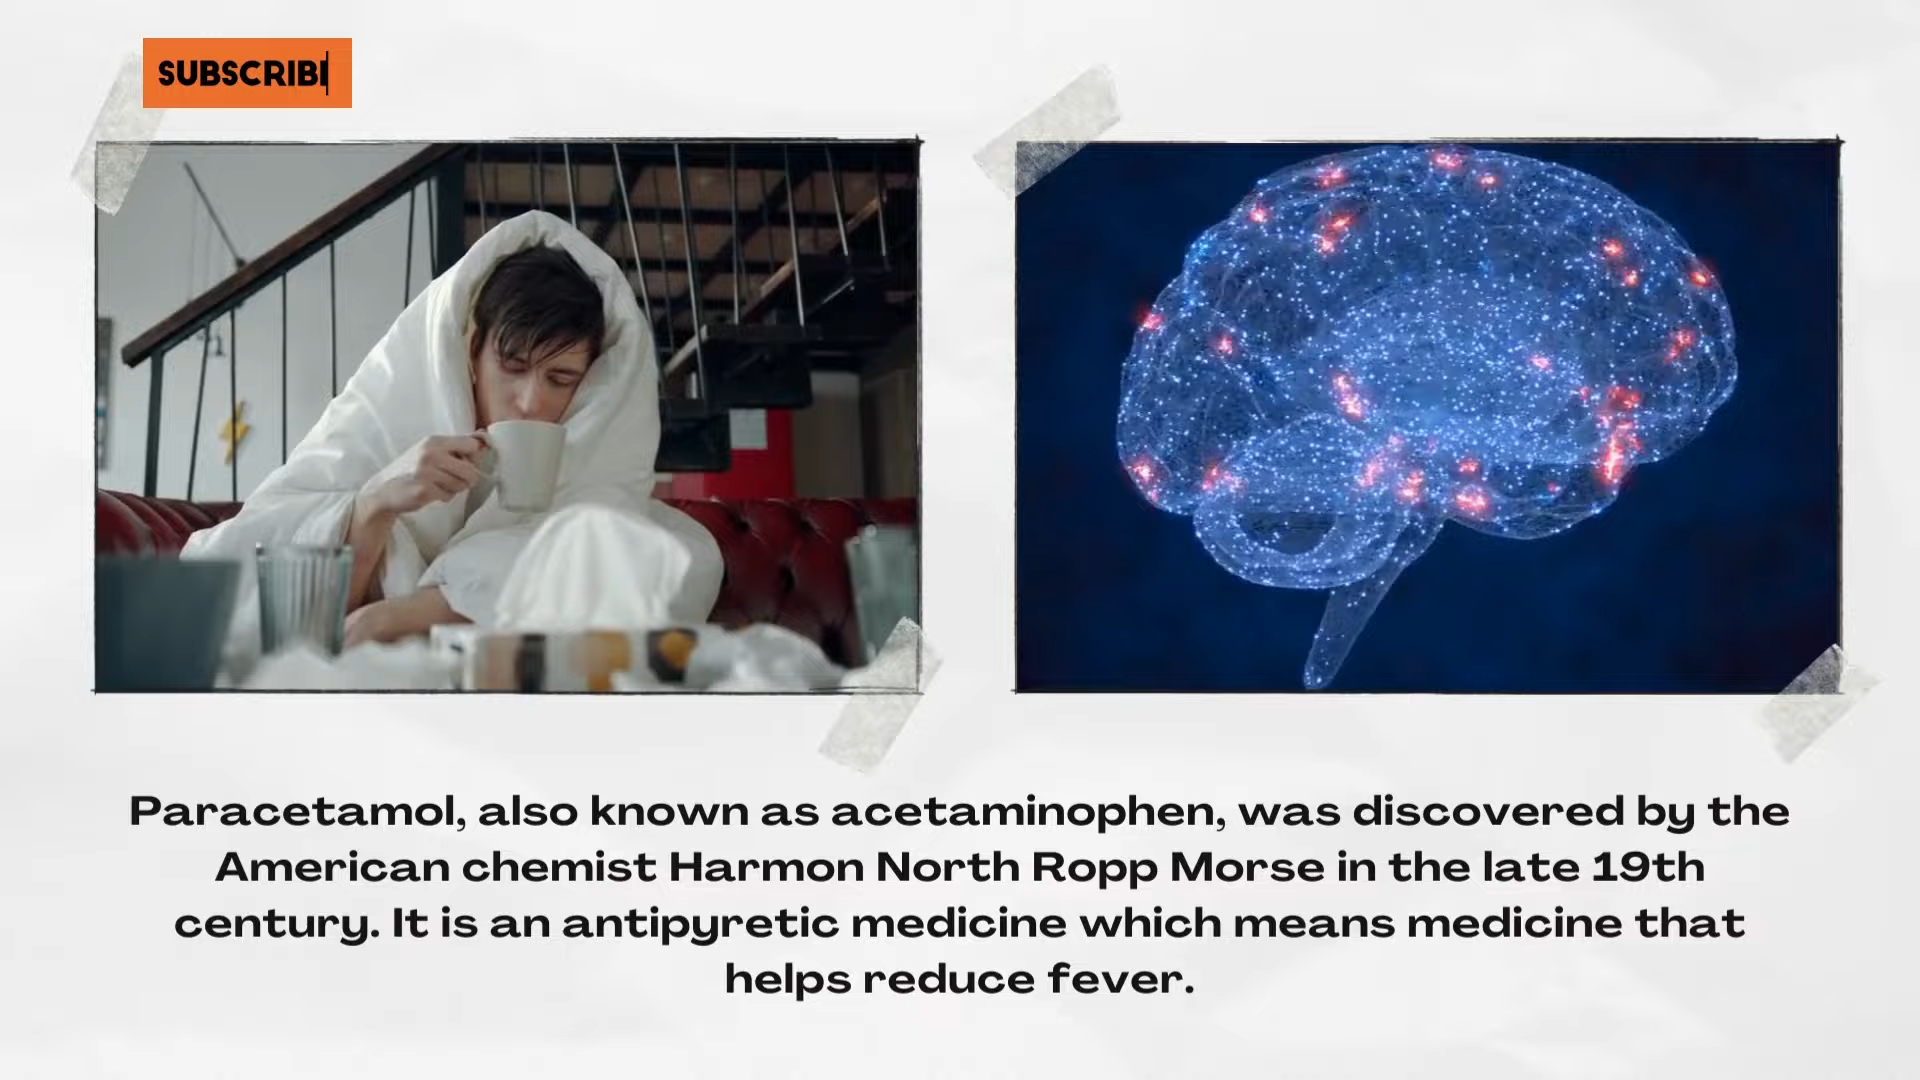 SUBSCRIB
Paracetamol, also known as acetaminophen, was discovered by the
American chemist Harmon North Ropp Morse in the late 19th
century. It is an antipyretic medicine which means medicine that
helps reduce fever.